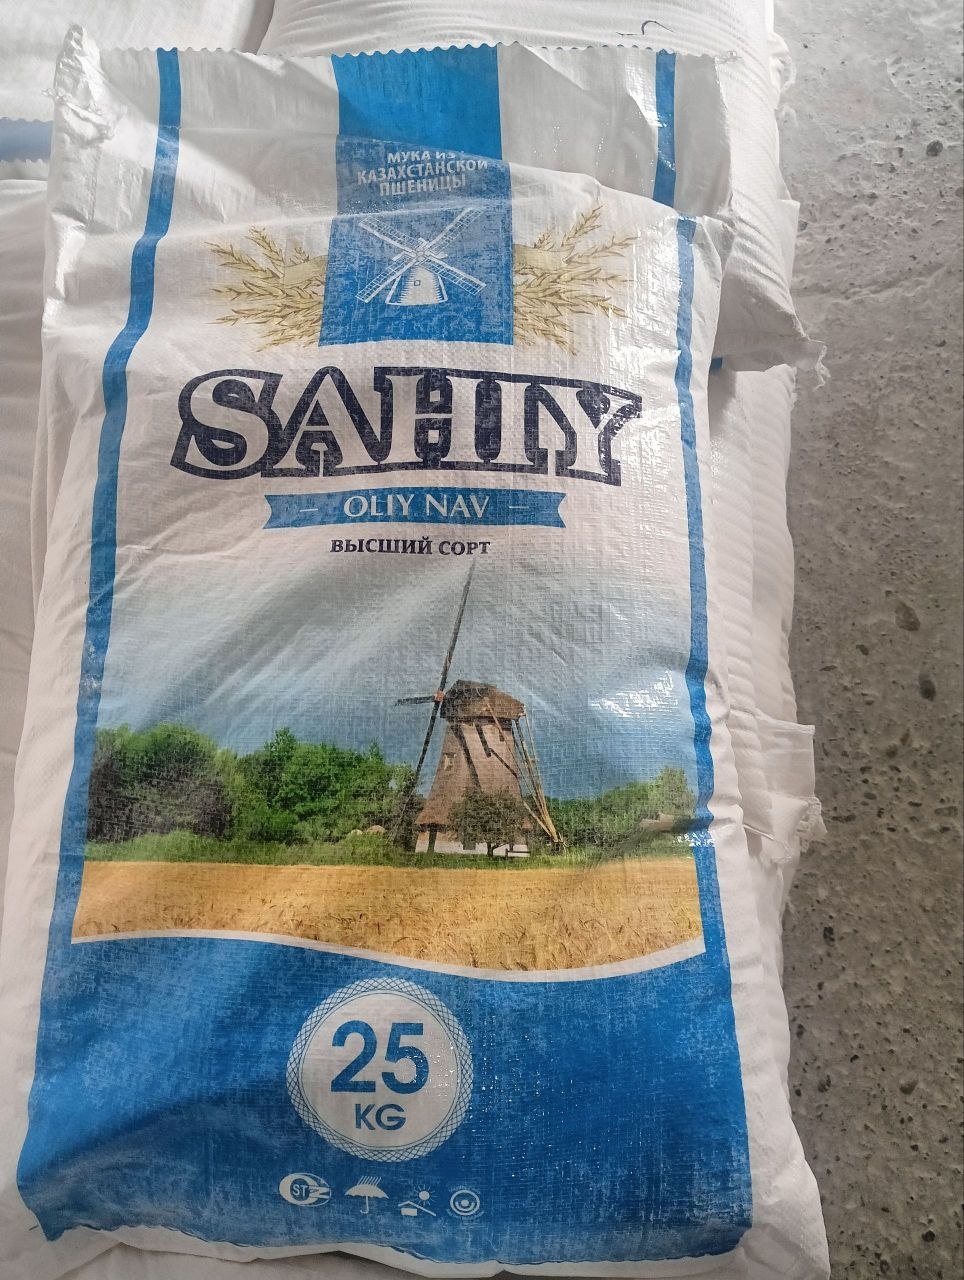 МУКА ИЗ
КАЗАХСТАНСКОЙ
ПШЕНИЦЫ
SAHIY
OLIY NAV
ВЫСШИЙ СОРТ
25
KG